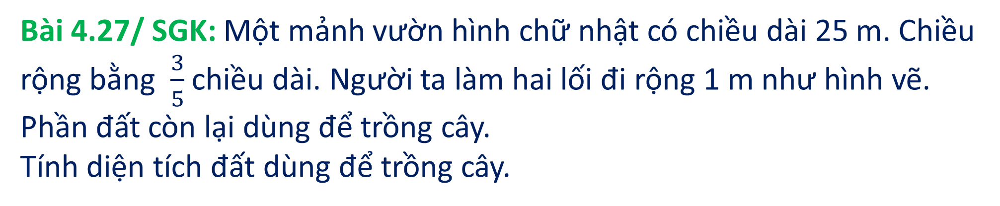 Bài 4.27/ SGK: Một mảnh vườn hình chữ nhật có chiều dài 25 m. Chiều
rộng bằng 3/5 chiều dài. Người ta làm hai lối đi rộng 1 m như hình vẽ.
Phần đất còn lại dùng để trồng cây.
Tính diện tích đất dùng để trồng cây.